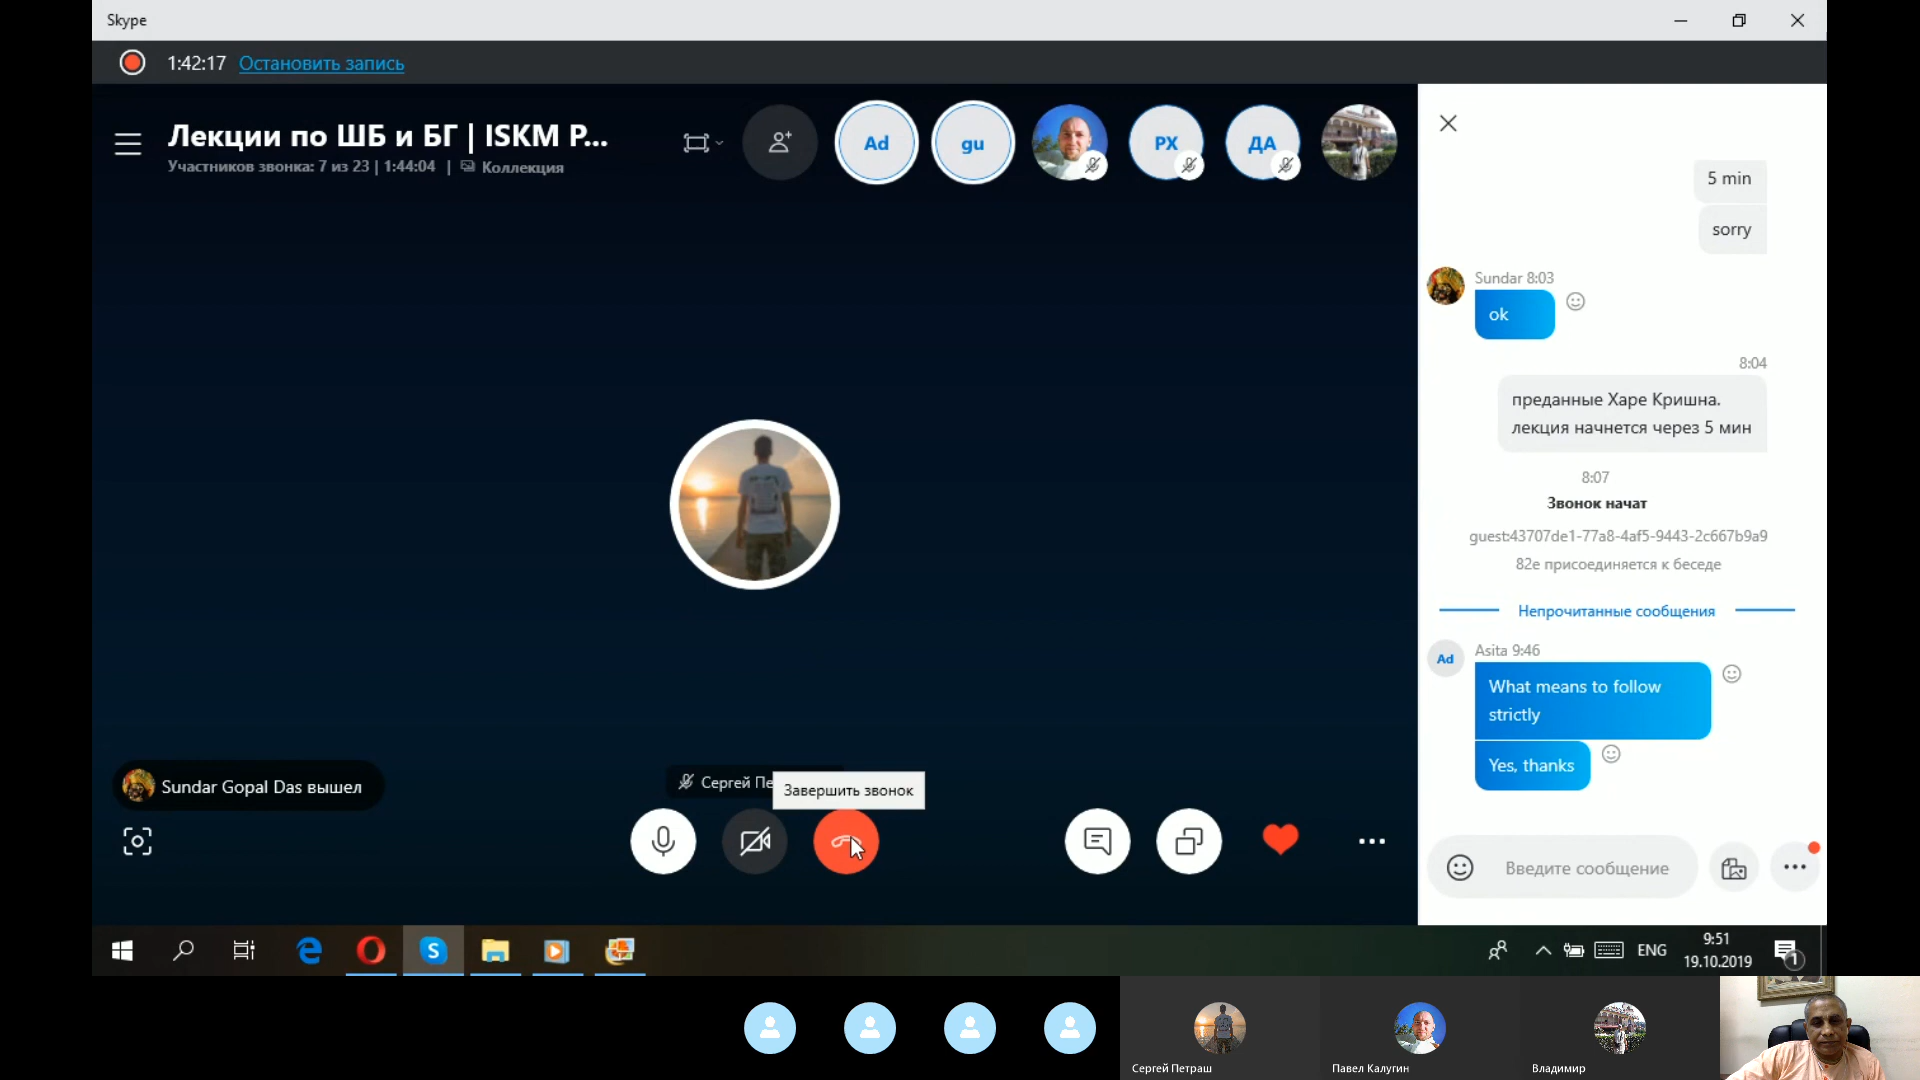 Skype
1:42:17 Остановить запись
Лекции по ШБ и БГ | ISKM P...
Участников звонка: 7 из 23 | 1:44:04 | Коллекция
Ad
gu
РХ
ДА
5 min
sorry
Sundar 8:03
ok
8:04
преданные Харе Кришна.
лекция начнется через 5 мин
8:07
Звонок начат
guest:43707de1-77a8-4af5-9443-2c667b9a9
82e присоединяется к беседе
Непрочитанные сообщения
Ad
Asita 9:46
What means to follow
strictly
Yes, thanks
Sundar Gopal Das вышел
Сергей Пе
Завершить звонок
Введите сообщение
ENG
9:51
19.10.2019
1
Сергей Петраш
Павел Калугин
Владимир